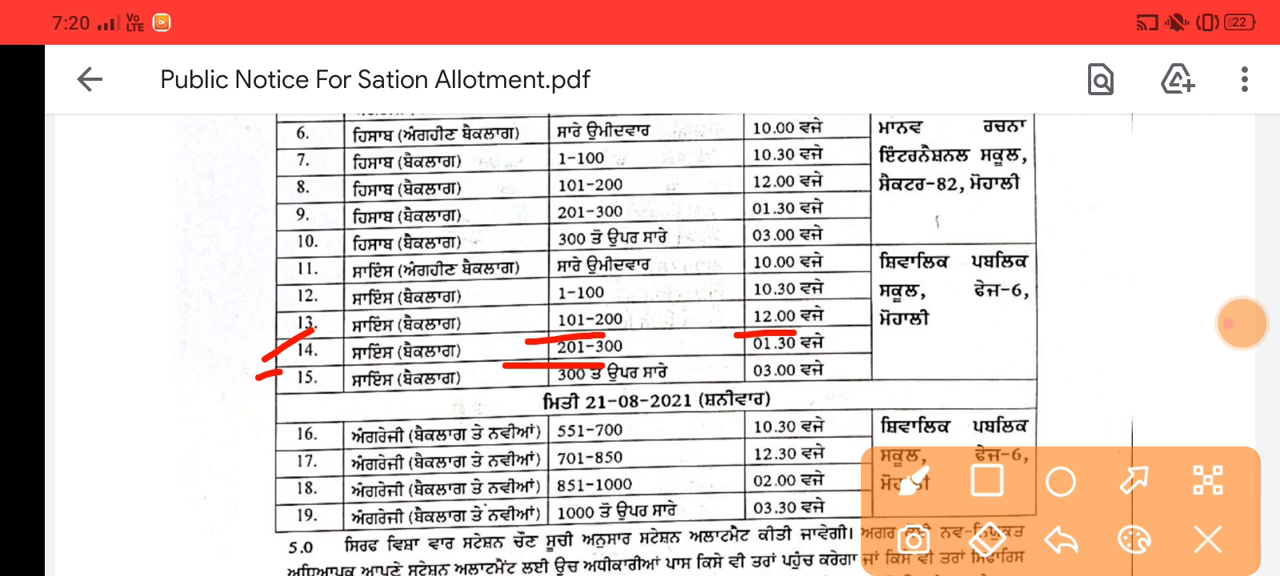 7:20 Vo LTE 22
Public Notice For Sation Allotment.pdf
6. ਹਿਸਾਬ (ਅੰਗਹੀਣ ਬੈਕਲਾਗ) ਸਾਰੇ ਉਮੀਦਵਾਰ 10.00 ਵਜੇ ਮਾਨਵ ਰਚਨਾ
7. ਹਿਸਾਬ (ਬੈਕਲਾਗ) 1-100 10.30 ਵਜੇ ਇੰਟਰਨੈਸ਼ਨਲ ਸਕੂਲ,
8. ਹਿਸਾਬ (ਬੈਕਲਾਗ) 101-200 12.00 ਵਜੇ ਸੈਕਟਰ-82, ਮੋਹਾਲੀ
9. ਹਿਸਾਬ (ਬੈਕਲਾਗ) 201-300 01.30 ਵਜੇ
10. ਹਿਸਾਬ (ਬੈਕਲਾਗ) 300 ਤੋਂ ਉਪਰ ਸਾਰੇ 03.00 ਵਜੇ
11. ਸਾਇੰਸ (ਅੰਗਹੀਣ ਬੈਕਲਾਗ) ਸਾਰੇ ਉਮੀਦਵਾਰ 10.00 ਵਜੇ ਸ਼ਿਵਾਲਿਕ ਪਬਲਿਕ
12. ਸਾਇੰਸ (ਬੈਕਲਾਗ) 1-100 10.30 ਵਜੇ ਸਕੂਲ, ਫੇਜ-6,
13. ਸਾਇੰਸ (ਬੈਕਲਾਗ) 101-200 12.00 ਵਜੇ ਮੋਹਾਲੀ
14. ਸਾਇੰਸ (ਬੈਕਲਾਗ) 201-300 01.30 ਵਜੇ
15. ਸਾਇੰਸ (ਬੈਕਲਾਗ) 300 ਤੋਂ ਉਪਰ ਸਾਰੇ 03.00 ਵਜੇ
ਮਿਤੀ 21-08-2021 (ਸ਼ਨੀਵਾਰ)
16. ਅੰਗਰੇਜੀ (ਬੈਕਲਾਗ ਤੇ ਨਵੀਆਂ) 551-700 10.30 ਵਜੇ ਸ਼ਿਵਾਲਿਕ ਪਬਲਿਕ
17. ਅੰਗਰੇਜੀ (ਬੈਕਲਾਗ ਤੇ ਨਵੀਆਂ) 701-850 12.30 ਵਜੇ ਸਕੂਲ, ਫੇਜ-6,
18. ਅੰਗਰੇਜੀ (ਬੈਕਲਾਗ ਤੇ ਨਵੀਆਂ) 851-1000 02.00 ਵਜੇ
19. ਅੰਗਰੇਜੀ (ਬੈਕਲਾਗ ਤੇ ਨਵੀਆਂ) 1000 ਤੋਂ ਉਪਰ ਸਾਰੇ 03.30 ਵਜੇ
5.0 ਸਿਰਫ ਵਿਸ਼ਾ ਵਾਰ ਸਟੇਸ਼ਨ ਚੋਣ ਸੂਚੀ ਅਨੁਸਾਰ ਸਟੇਸ਼ਨ ਅਲਾਟਮੈਂਟ ਕੀਤੀ ਜਾਵੇਗੀ। ਅਗਰ
ਅਧਿਆਪਕ ਆਪਣੇ ਸਟੇਸ਼ਨ ਅਲਾਟਮੈਂਟ ਲਈ ਉਚ ਅਧੀਕਾਰੀਆਂ ਪਾਸ ਕਿਸੇ ਵੀ ਤਰਾਂ ਪਹੁੰਚ ਕਰੇਗਾ ਜਾਂ ਕਿਸੇ ਵੀ ਤਰਾਂ